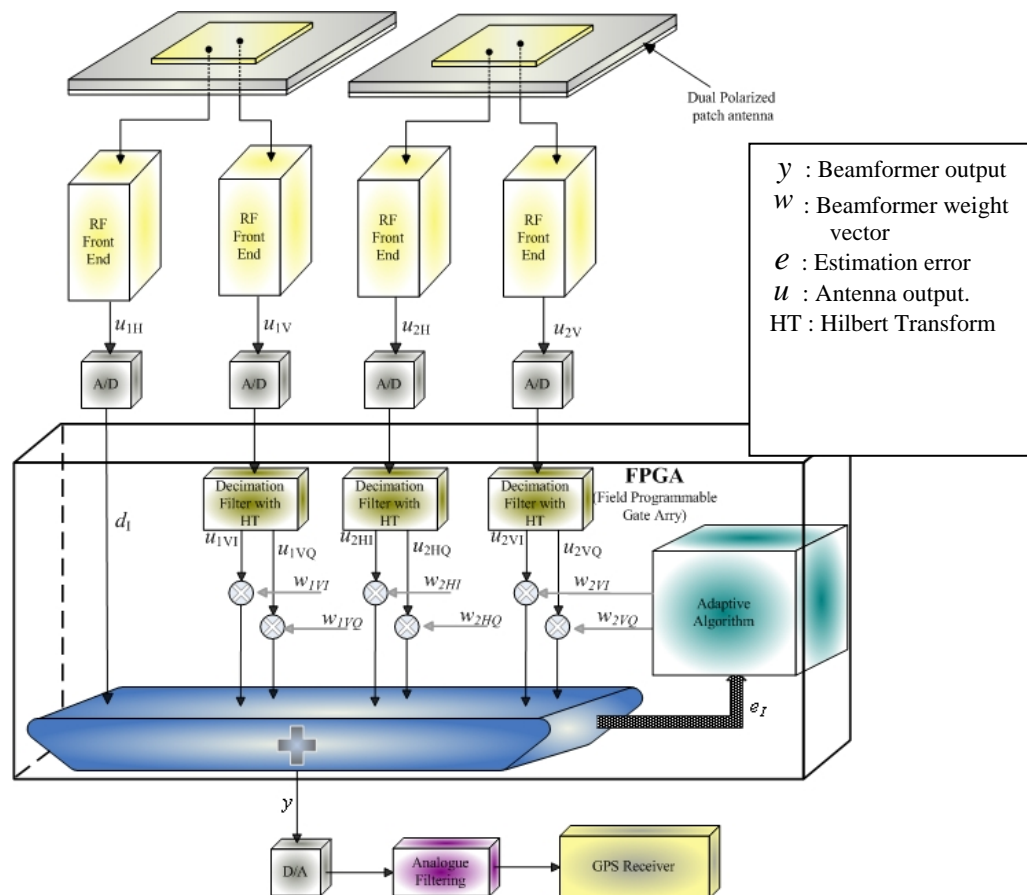 Dual Polarized
patch antenna
RF
Front
End
RF
Front
End
RF
Front
End
RF
Front
End
y : Beamformer output
w : Beamformer weight
vector
e : Estimation error
u : Antenna output.
HT : Hilbert Transform
u1H
u1V
u2H
u2V
A/D
A/D
A/D
A/D
FPGA
(Field Programmable
Gate Arry)
Decimation
Filter with
HT
Decimation
Filter with
HT
Decimation
Filter with
HT
dI
u1VI
u1VQ
u2HI
u2HQ
u2VI
u2VQ
w1VI
w2HI
w2VI
w1VQ
w2HQ
w2VQ
Adaptive
Algorithm
eI
y
D/A
Analogue
Filtering
GPS Receiver